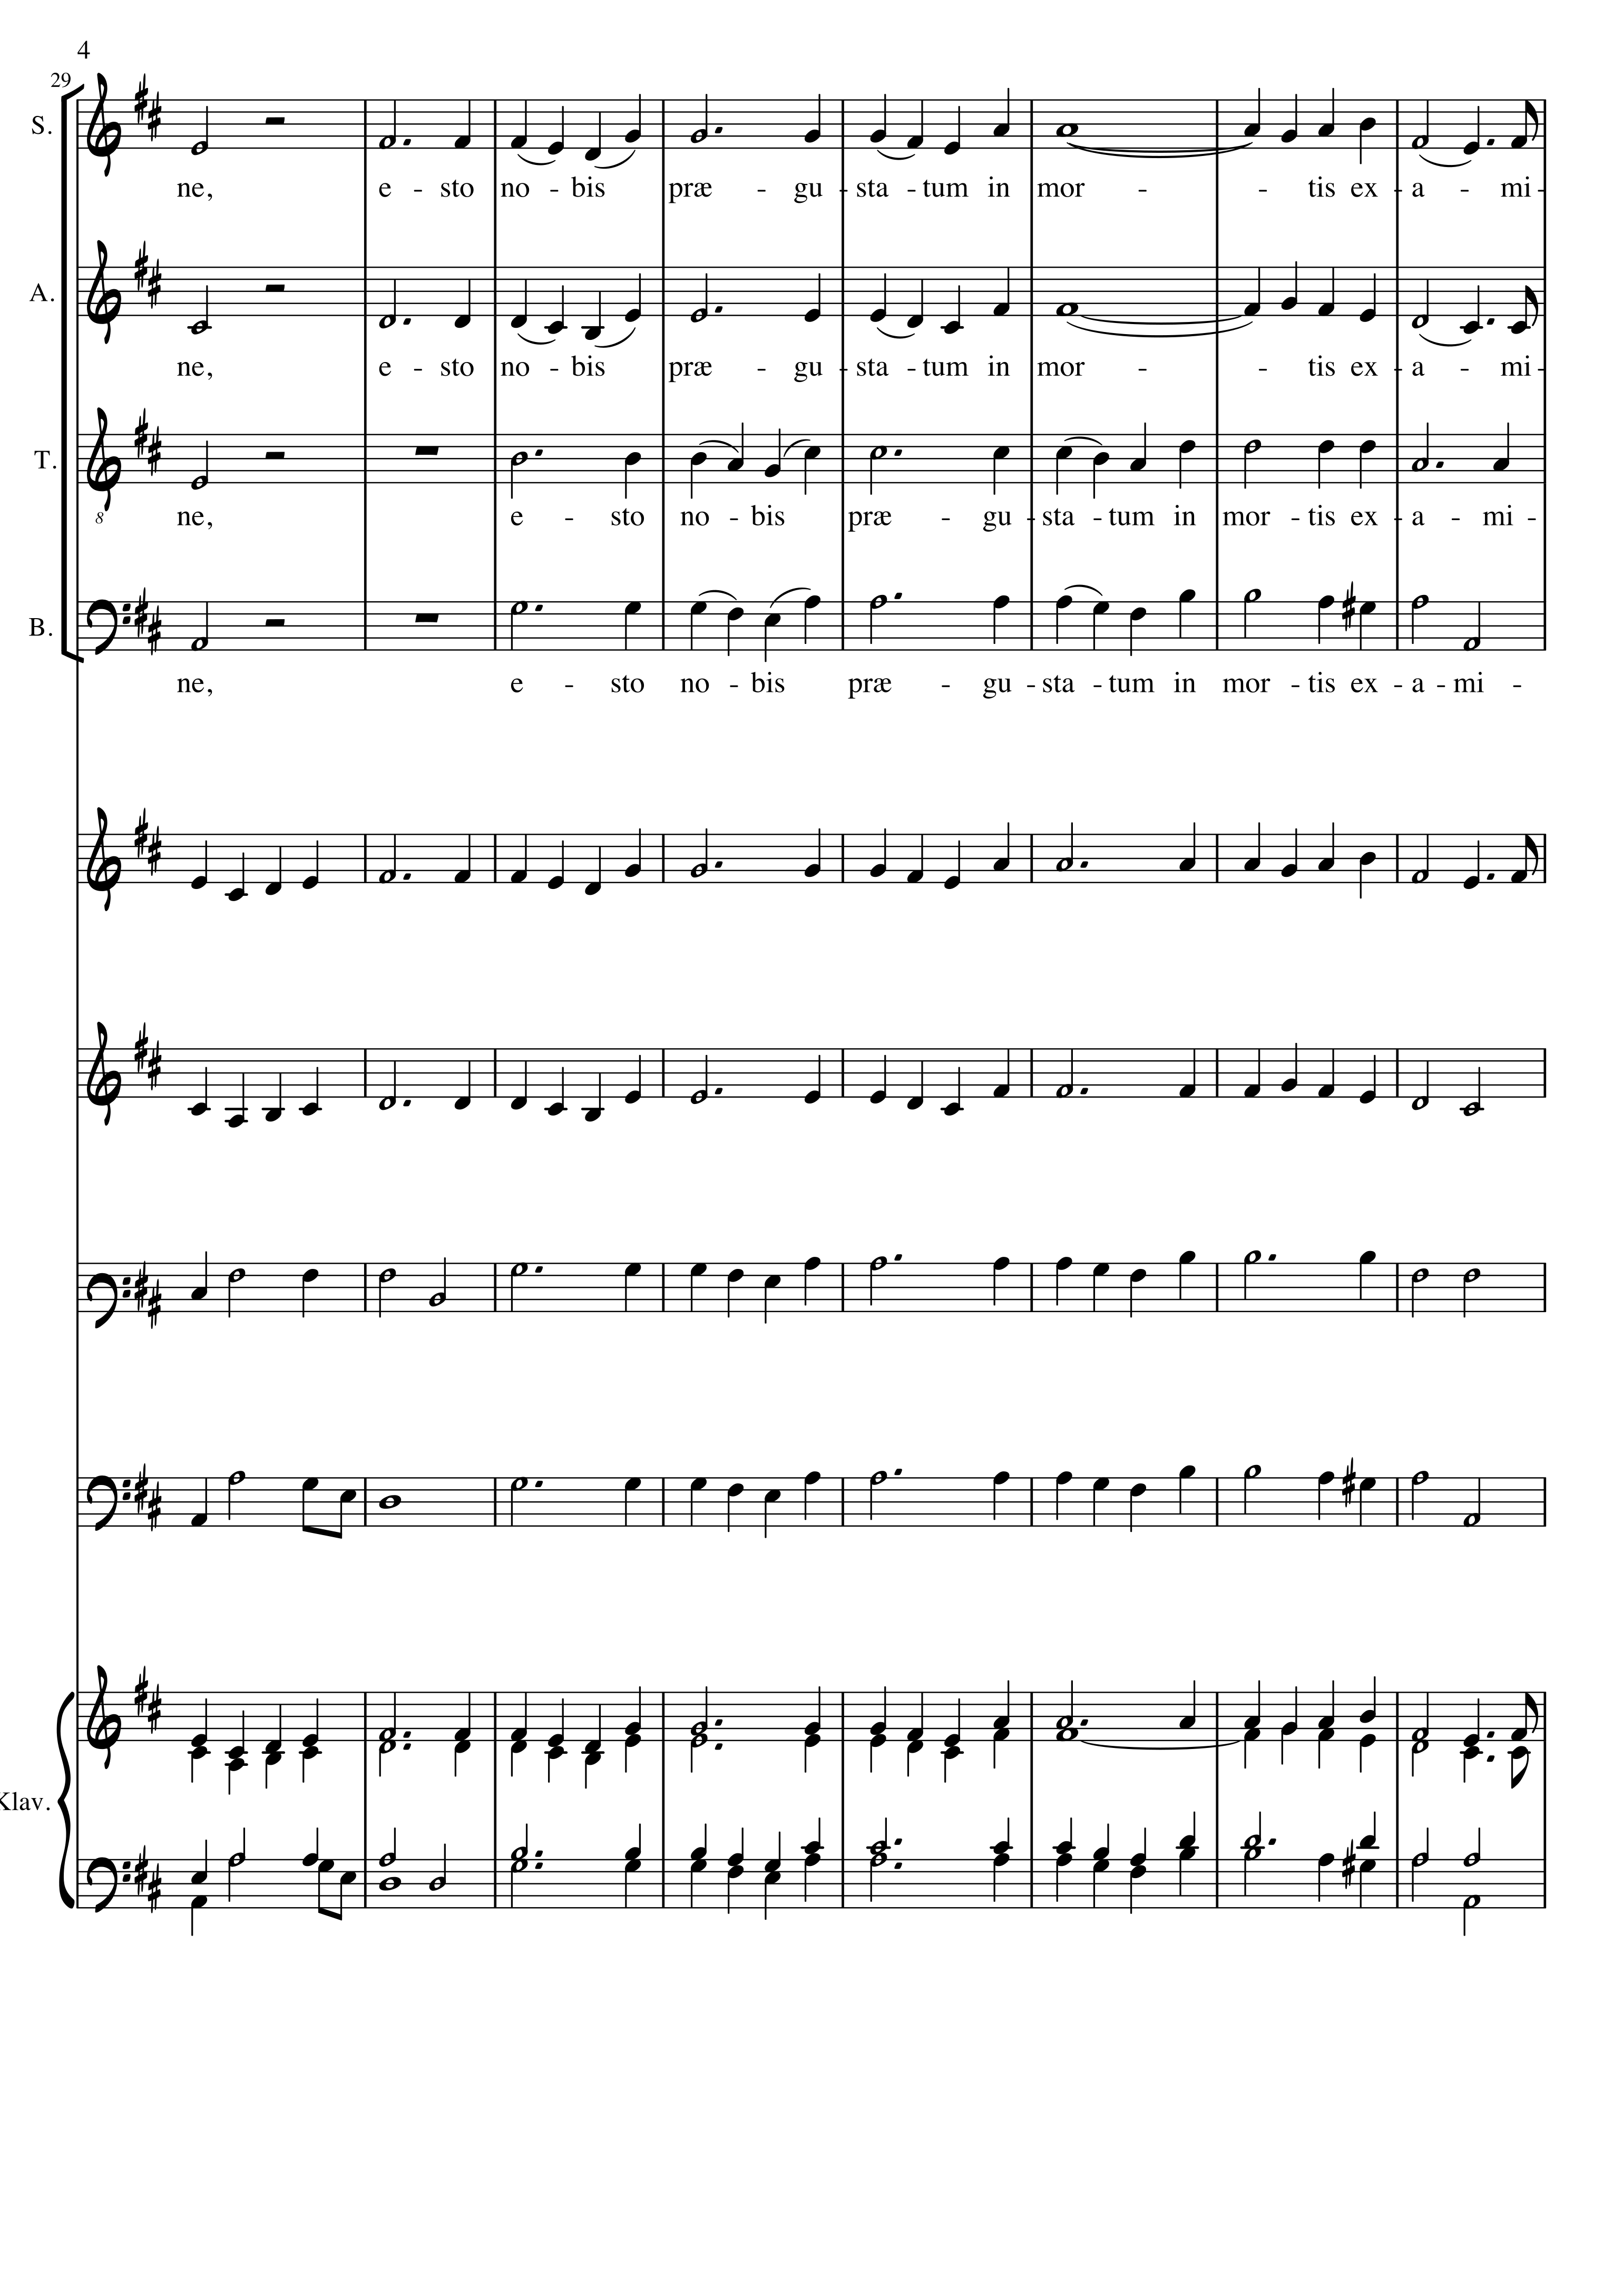 4
29
S.
ne, e - sto no - bis præ - gu - sta - tum in mor - - tis ex - a - mi -
A.
ne, e - sto no - bis præ - gu - sta - tum in mor - - tis ex - a - mi -
T.
8
ne, e - sto no - bis præ - gu - sta - tum in mor - tis ex - a - mi -
B.
ne, e - sto no - bis præ - gu - sta - tum in mor - tis ex - a - mi -
Klav.